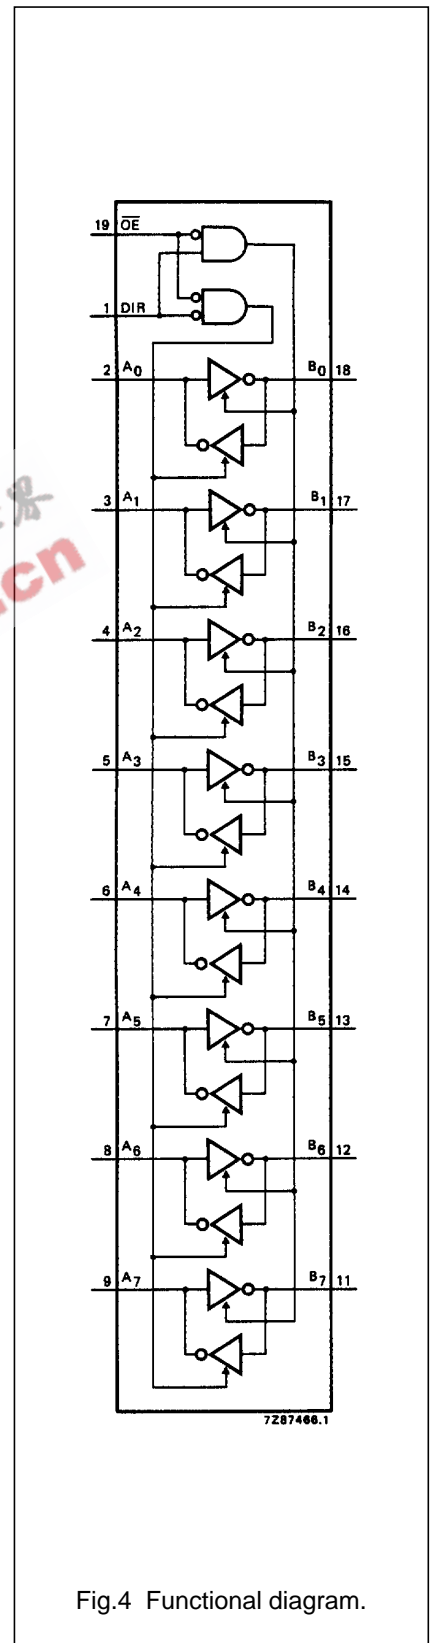 19 OE
1 DIR
2 A0 B0 18
3 A1 B1 17
4 A2 B2 16
5 A3 B3 15
6 A4 B4 14
7 A5 B5 13
8 A6 B6 12
9 A7 B7 11
7Z87466.1
Fig.4 Functional diagram.